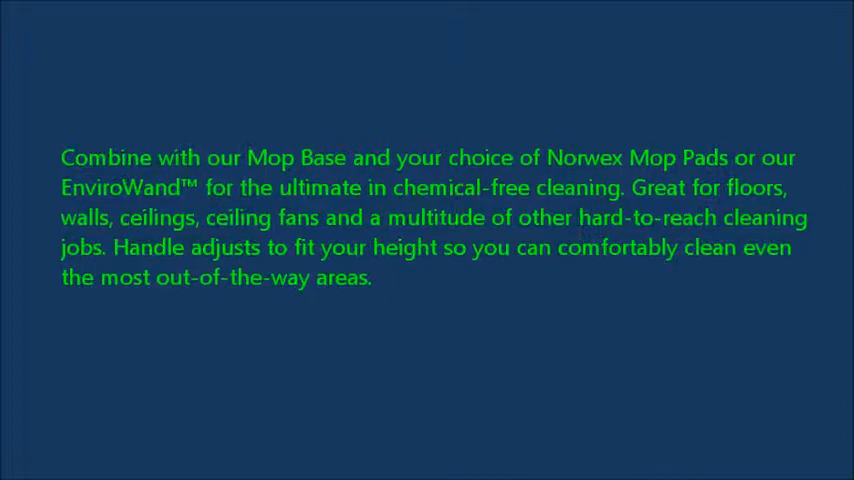 Combine with our Mop Base and your choice of Norwex Mop Pads or our
EnviroWand™ for the ultimate in chemical-free cleaning. Great for floors,
walls, ceilings, ceiling fans and a multitude of other hard-to-reach cleaning
jobs. Handle adjusts to fit your height so you can comfortably clean even
the most out-of-the-way areas.